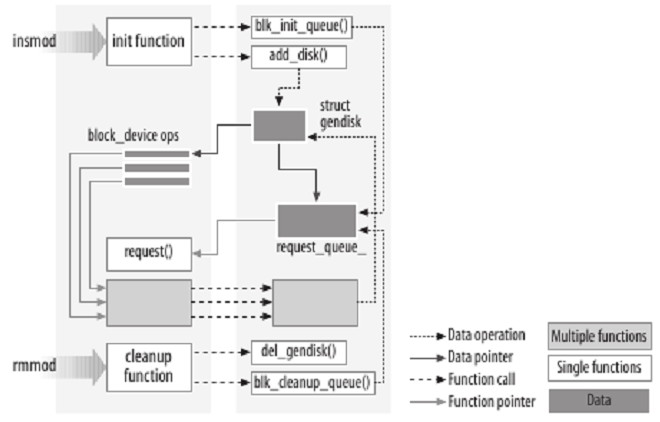 insmod
init function
blk_init_queue()
add_disk()
struct
gendisk
block_device ops
request_queue_
request()
rmmod
cleanup
function
del_gendisk()
blk_cleanup_queue()
Data operation
Data pointer
Function call
Function pointer
Multiple functions
Single functions
Data